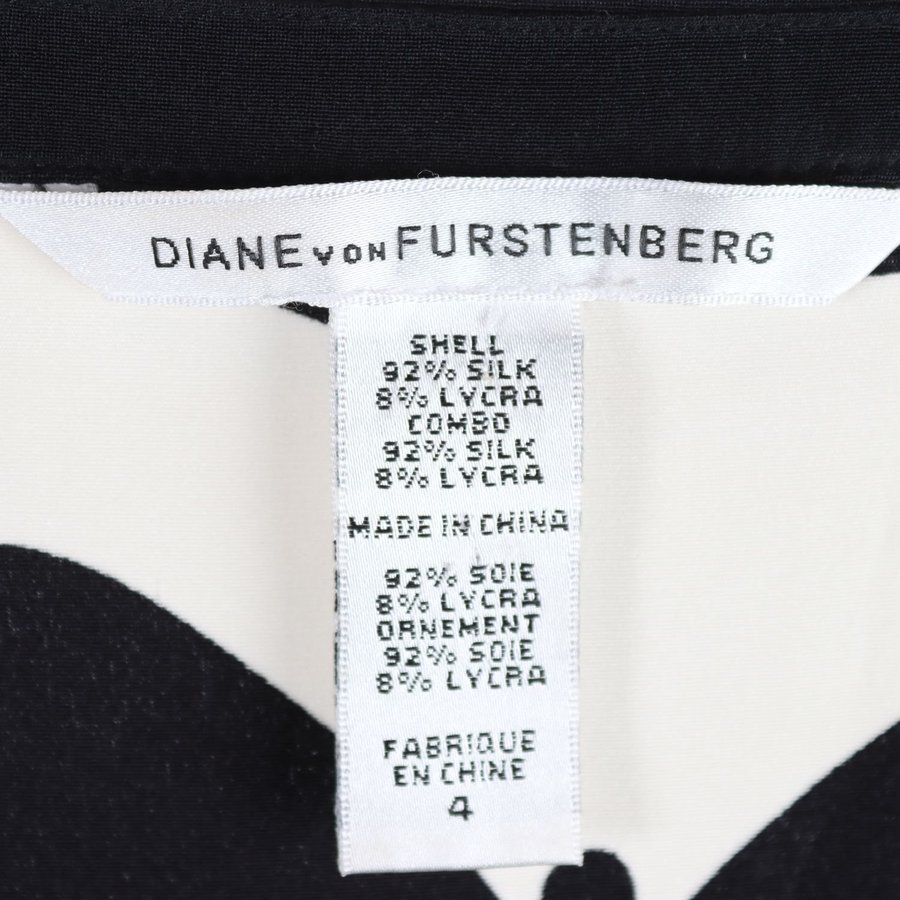 DIANE VON FURSTENBERG
SHELL
92% SILK
8% LYCRA
COMBO
92% SILK
8% LYCRA
MADE IN CHINA
92% SOIE
8% LYCRA
ORNEMENT
92% SOIE
8% LYCRA
FABRIQUE
EN CHINE
4